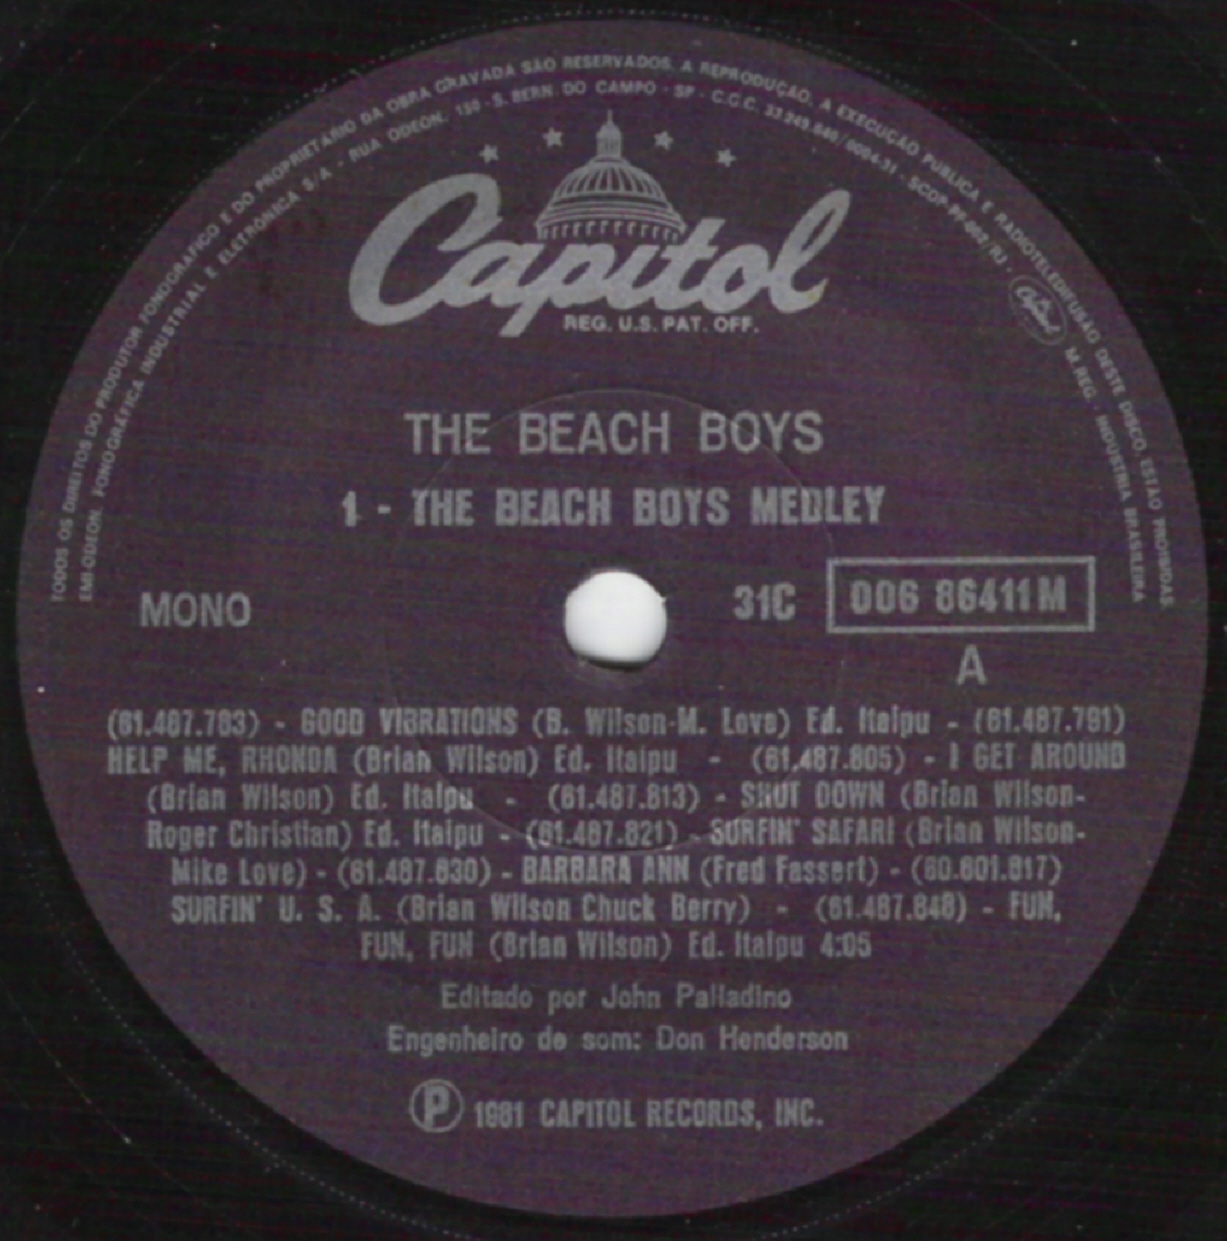 TODOS OS DIREITOS DO PRODUTOR FONOGRÁFICO E DO PROPRIETARIO DA OBRA GRAVADA SÃO RESERVADOS. A REPRODUÇÃO, A EXECUÇÃO PUBLICA E RADIOTELEDIFUSÃO DESTE DISCO, ESTÃO PROIBIDAS.
EMI-ODEON. FONOGRÁFICA INDUSTRIAL E ELETRÔNICA S/A - RUA ODEON, 150 - S. BERN. DO CAMPO - SP - C.G.C. 33.249.640/0004-31 - SCDP-PF-002/RJ - Capitol M. REG. - INDÚSTRIA BRASILEIRA
Capitol
REG. U.S. PAT. OFF.
THE BEACH BOYS
1 - THE BEACH BOYS MEDLEY
MONO 31C 006 86411M
A
(61.487.783) - GOOD VIBRATIONS (B. Wilson-M. Love) Ed. Itaipu - (61.487.791)
HELP ME, RHONDA (Brian Wilson) Ed. Itaipu - (61.487.805) - I GET AROUND
(Brian Wilson) Ed. Itaipu - (61.487.813) - SHUT DOWN (Brian Wilson-
Roger Christian) Ed. Itaipu - (61.487.821) - SURFIN' SAFARI (Brian Wilson-
Mike Love) - (61.487.830) - BARBARA ANN (Fred Fassert) - (60.601.817)
SURFIN' U. S. A. (Brian Wilson Chuck Berry) - (61.487.848) - FUN,
FUN, FUN (Brian Wilson) Ed. Itaipu 4:05
Editado por John Palladino
Engenheiro de som: Don Henderson
Ⓟ 1981 CAPITOL RECORDS, INC.